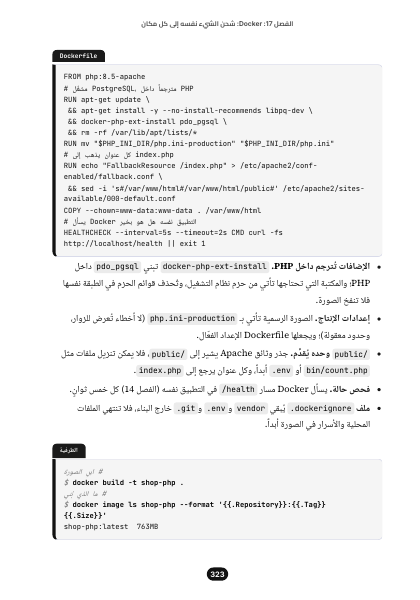 الفصل 17: Docker: شحن الشيء نفسه إلى كل مكان
Dockerfile
FROM php:8.5-apache
# مشغّل PostgreSQL، مترجماً داخل PHP
RUN apt-get update \
&& apt-get install -y --no-install-recommends libpq-dev \
&& docker-php-ext-install pdo_pgsql \
&& rm -rf /var/lib/apt/lists/*
RUN mv "$PHP_INI_DIR/php.ini-production" "$PHP_INI_DIR/php.ini"
# كل عنوان يذهب إلى index.php
RUN echo "FallbackResource /index.php" > /etc/apache2/conf-
enabled/fallback.conf \
&& sed -i 's#/var/www/html#/var/www/html/public#' /etc/apache2/sites-
available/000-default.conf
COPY --chown=www-data:www-data . /var/www/html
# يسأل Docker التطبيق نفسه هل هو بخير
HEALTHCHECK --interval=5s --timeout=2s CMD curl -fs
http://localhost/health || exit 1
• الإضافات تُترجم داخل PHP. docker-php-ext-install تبني pdo_pgsql داخل
PHP؛ والمكتبة التي تحتاجها تأتي من حزم نظام التشغيل، وتُحذف قوائم الحزم في الطبقة نفسها
فلا تنفخ الصورة.
• إعدادات الإنتاج. الصورة الرسمية تأتي بـ php.ini-production (لا أخطاء تُعرض للزوار،
وحدود معقولة)؛ ويجعلها Dockerfile الإعداد الفعّال.
• public/ وحده يُقدَّم. جذر وثائق Apache يشير إلى public/، فلا يمكن تنزيل ملفات مثل
bin/count.php أو .env أبداً، وكل عنوان يرجع إلى index.php.
• فحص حالة. يسأل Docker مسار /health في التطبيق نفسه (الفصل 14) كل خمس ثوانٍ.
• ملف .dockerignore يُبقي vendor و .env و .git خارج البناء، فلا تنتهي الملفات
المحلية والأسرار في الصورة أبداً.
الطرفية
# ابنِ الصورة
$ docker build -t shop-php .
$ docker image ls shop-php --format '{{.Repository}}:{{.Tag}}
{{.Size}}'
shop-php:latest 763MB
323